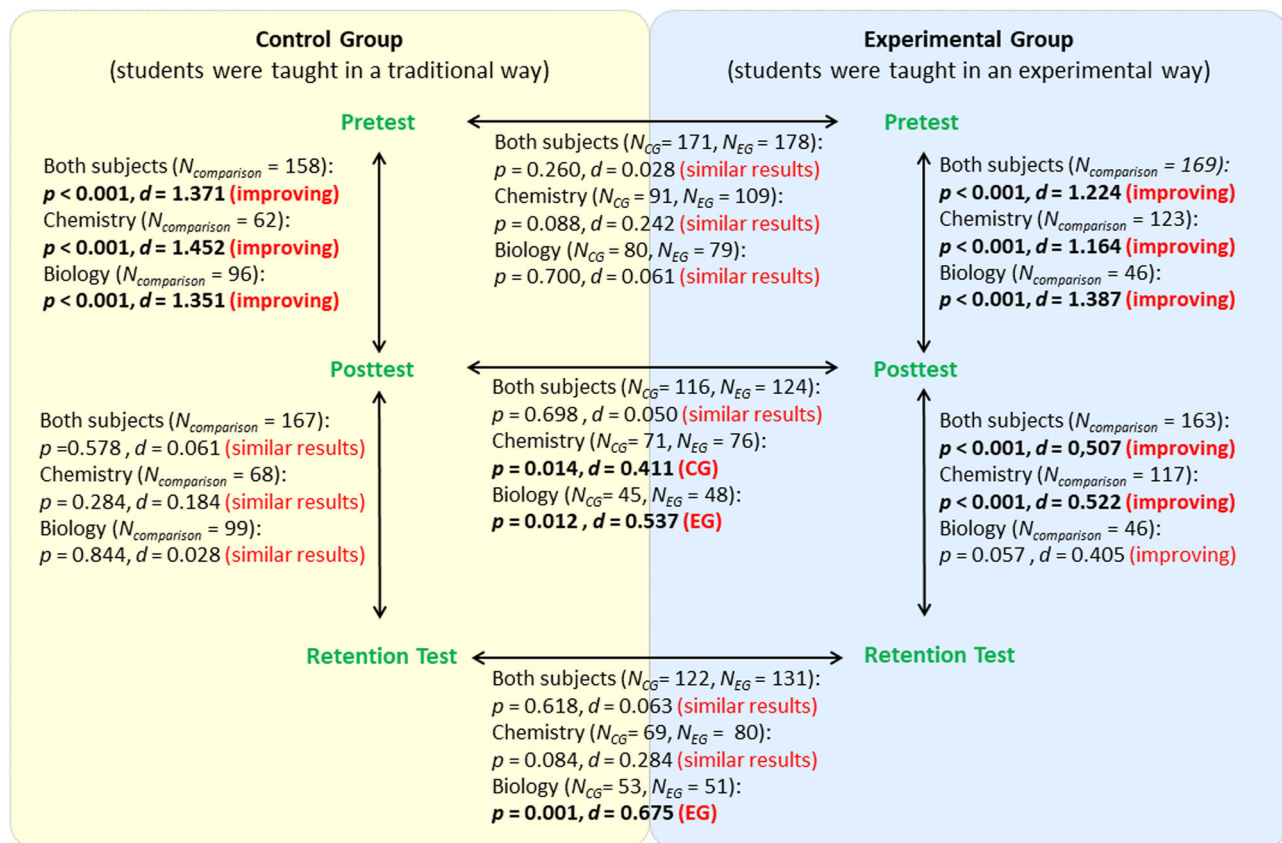 Control Group
(students were taught in a traditional way)
Experimental Group
(students were taught in an experimental way)
Pretest
Pretest
Both subjects (NCG= 171, NEG = 178):
p = 0.260, d = 0.028 (similar results)
Chemistry (NCG = 91, NEG = 109):
p = 0.088, d = 0.242 (similar results)
Biology (NCG = 80, NEG = 79):
p = 0.700, d = 0.061 (similar results)
Both subjects (Ncomparison = 158):
p < 0.001, d = 1.371 (improving)
Chemistry (Ncomparison = 62):
p < 0.001, d = 1.452 (improving)
Biology (Ncomparison = 96):
p < 0.001, d = 1.351 (improving)
Both subjects (Ncomparison = 169):
p < 0.001, d = 1.224 (improving)
Chemistry (Ncomparison = 123):
p < 0.001, d = 1.164 (improving)
Biology (Ncomparison = 46):
p < 0.001, d = 1.387 (improving)
Posttest
Posttest
Both subjects (NCG= 116, NEG = 124):
p = 0.698, d = 0.050 (similar results)
Chemistry (NCG= 71, NEG = 76):
p = 0.014, d = 0.411 (CG)
Biology (NCG= 45, NEG = 48):
p = 0.012 , d = 0.537 (EG)
Both subjects (Ncomparison = 167):
p =0.578, d = 0.061 (similar results)
Chemistry (Ncomparison = 68):
p = 0.284, d = 0.184 (similar results)
Biology (Ncomparison = 99):
p = 0.844, d = 0.028 (similar results)
Both subjects (Ncomparison = 163):
p < 0.001, d = 0,507 (improving)
Chemistry (Ncomparison = 117):
p < 0.001, d = 0.522 (improving)
Biology (Ncomparison = 46):
p = 0.057 , d = 0.405 (improving)
Retention Test
Retention Test
Both subjects (NCG= 122, NEG = 131):
p = 0.618, d = 0.063 (similar results)
Chemistry (NCG= 69, NEG = 80):
p = 0.084, d = 0.284 (similar results)
Biology (NCG= 53, NEG = 51):
p = 0.001, d = 0.675 (EG)